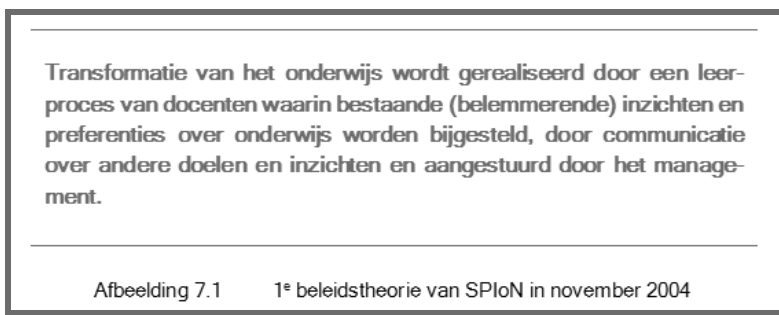 Transformatie van het onderwijs wordt gerealiseerd door een leer-
proces van docenten waarin bestaande (belemmerende) inzichten en
preferenties over onderwijs worden bijgesteld, door communicatie
over andere doelen en inzichten en aangestuurd door het manage-
ment.
Afbeelding 7.1 1e beleidstheorie van SPIoN in november 2004